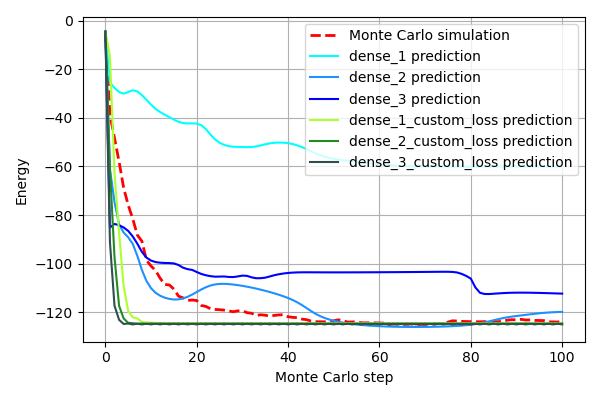 0
−20
−40
−60
−80
−100
−120
Energy
0
20
40
60
80
100
Monte Carlo step
Monte Carlo simulation
dense_1 prediction
dense_2 prediction
dense_3 prediction
dense_1_custom_loss prediction
dense_2_custom_loss prediction
dense_3_custom_loss prediction